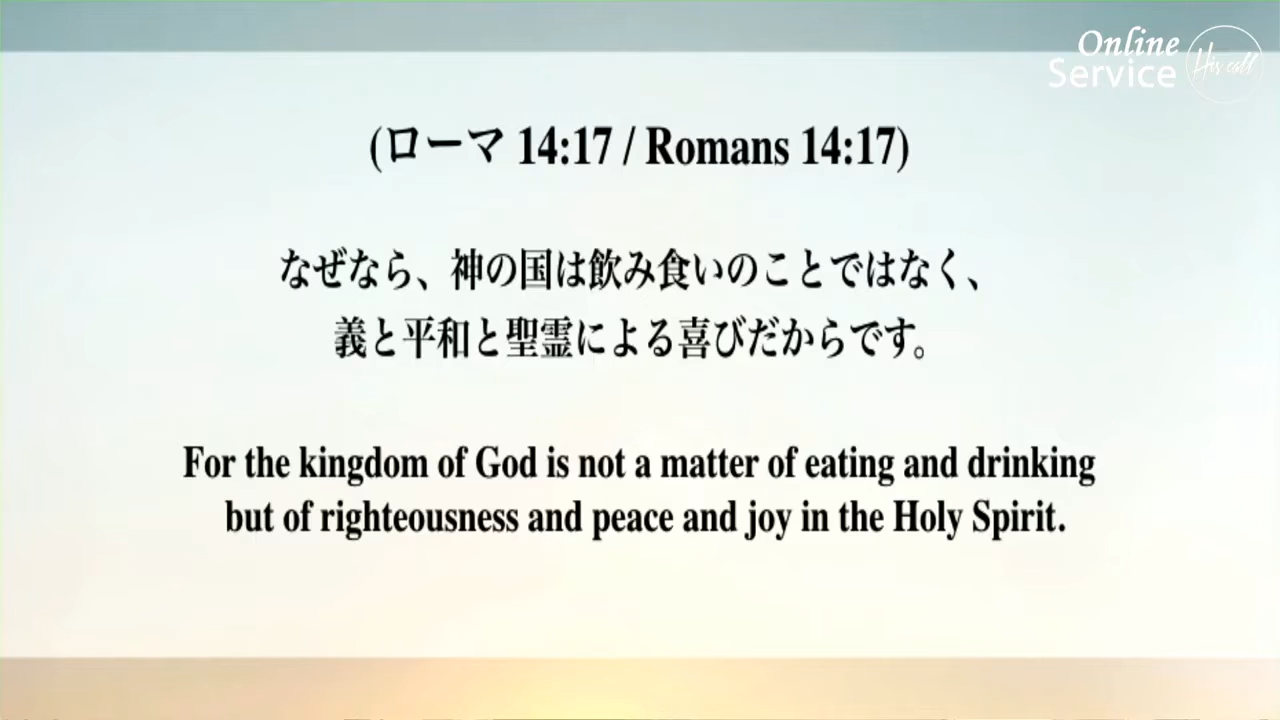 Online
Service
His call
(ローマ 14:17 / Romans 14:17)
なぜなら、神の国は飲み食いのことではなく、
義と平和と聖霊による喜びだからです。
For the kingdom of God is not a matter of eating and drinking
but of righteousness and peace and joy in the Holy Spirit.